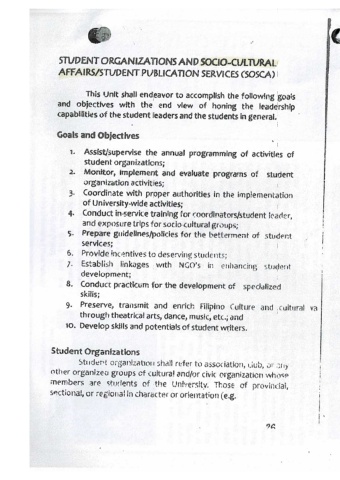 STUDENT ORGANIZATIONS AND SOCIO-CULTURAL
AFFAIRS/STUDENT PUBLICATION SERVICES (SOSCA)
This Unit shall endeavor to accomplish the following goals
and objectives with the end view of honing the leadership
capabilities of the student leaders and the students in general.
Goals and Objectives
1. Assist/supervise the annual programming of activities of
student organizations;
2. Monitor, implement and evaluate programs of student
organization activities;
3. Coordinate with proper authorities in the implementation
of University-wide activities;
4. Conduct in-service training for coordinators/student leader,
and exposure trips for socio-cultural groups;
5. Prepare guidelines/policies for the betterment of student
services;
6. Provide incentives to deserving students;
7. Establish linkages with NGO's in enhancing student
development;
8. Conduct practicum for the development of specialized
skills;
9. Preserve, transmit and enrich Filipino Culture and cultural va
through theatrical arts, dance, music, etc.; and
10. Develop skills and potentials of student writers.
Student Organizations
Student organization shall refer to association, club, or any
other organized groups of cultural and/or civic organization whose
members are students of the University. Those of provincial,
sectional, or regional in character or orientation (e.g.
26